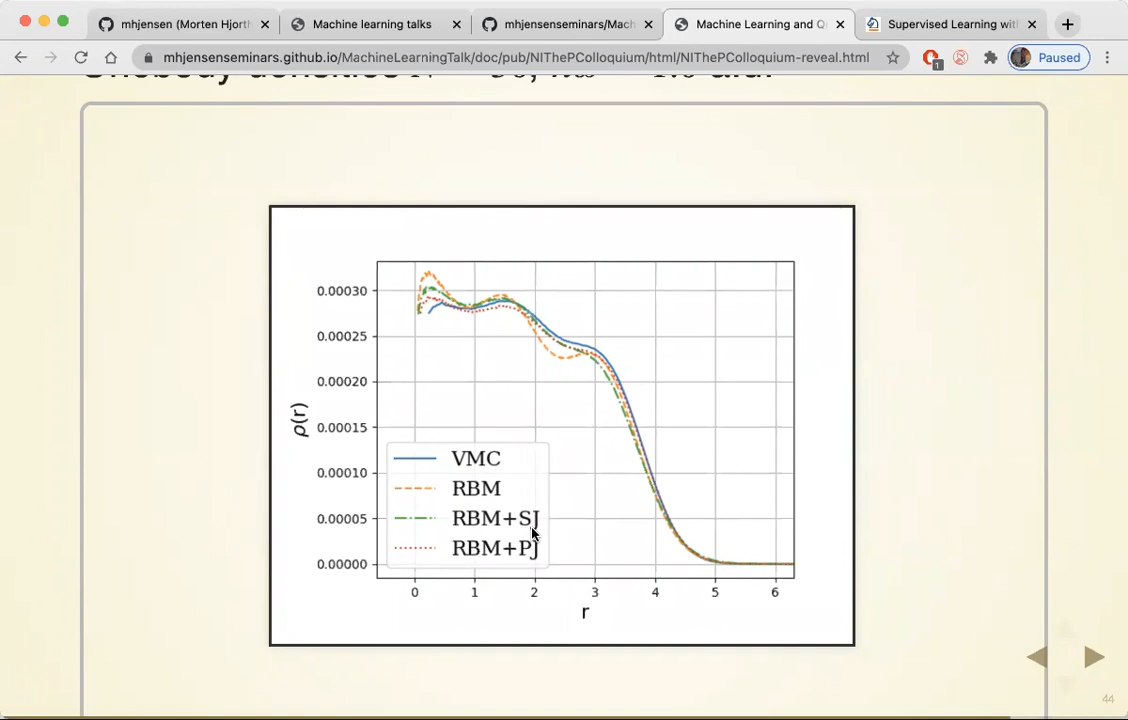 mhjensen (Morten Hjorth
Machine learning talks
mhjensenseminars/Mach
Machine Learning and Q
Supervised Learning wit
mhjensenseminars.github.io/MachineLearningTalk/doc/pub/NIThePColloquium/html/NIThePColloquium-reveal.html
1
Paused
0.00030
0.00025
0.00020
0.00015
0.00010
0.00005
0.00000
ρ(r)
VMC
RBM
RBM+SJ
RBM+PJ
0 1 2 3 4 5 6
r
44